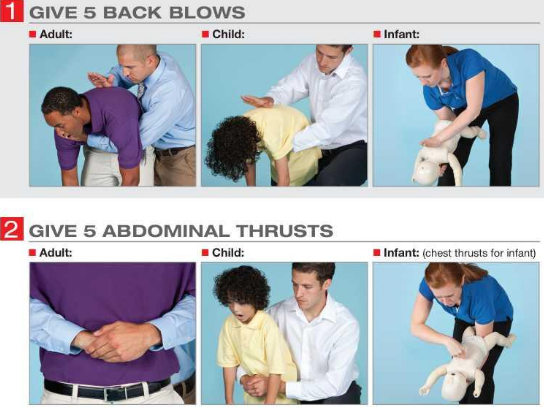 1 GIVE 5 BACK BLOWS
Adult: Child: Infant:
2 GIVE 5 ABDOMINAL THRUSTS
Adult: Child: Infant: (chest thrusts for infant)